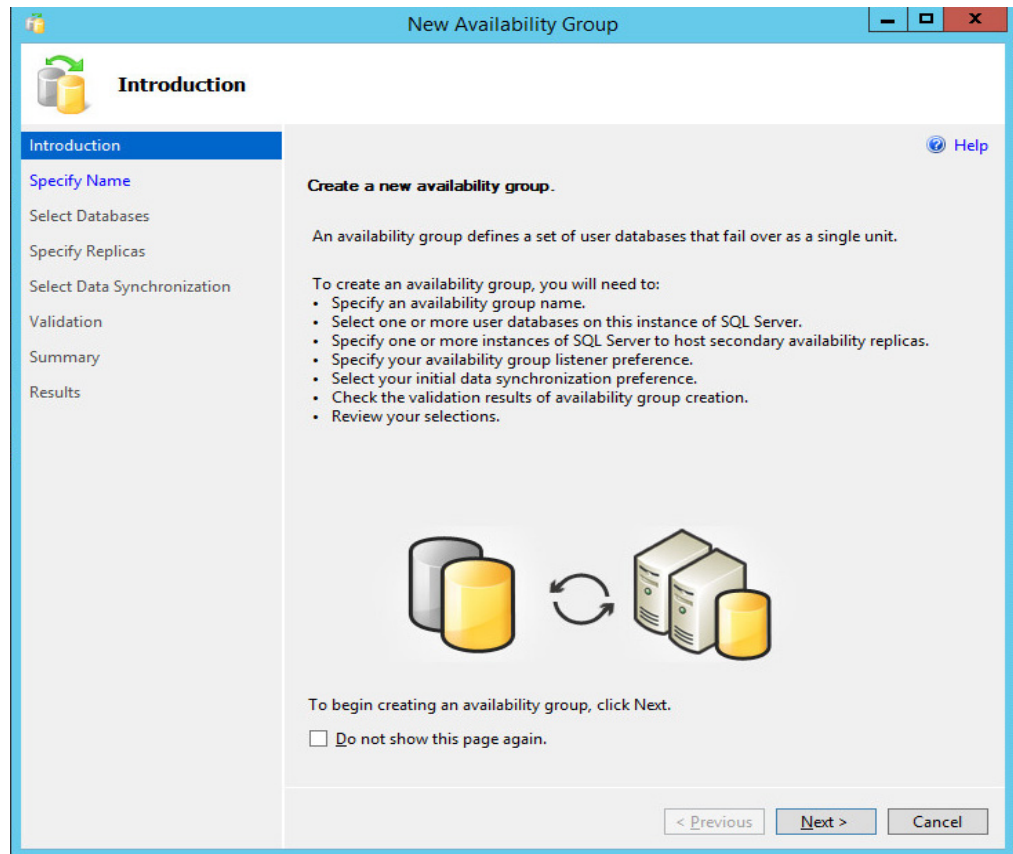 New Availability Group
Introduction
Introduction
Specify Name
Select Databases
Specify Replicas
Select Data Synchronization
Validation
Summary
Results
Help
Create a new availability group.
An availability group defines a set of user databases that fail over as a single unit.
To create an availability group, you will need to:
• Specify an availability group name.
• Select one or more user databases on this instance of SQL Server.
• Specify one or more instances of SQL Server to host secondary availability replicas.
• Specify your availability group listener preference.
• Select your initial data synchronization preference.
• Check the validation results of availability group creation.
• Review your selections.
To begin creating an availability group, click Next.
Do not show this page again.
< Previous
Next >
Cancel